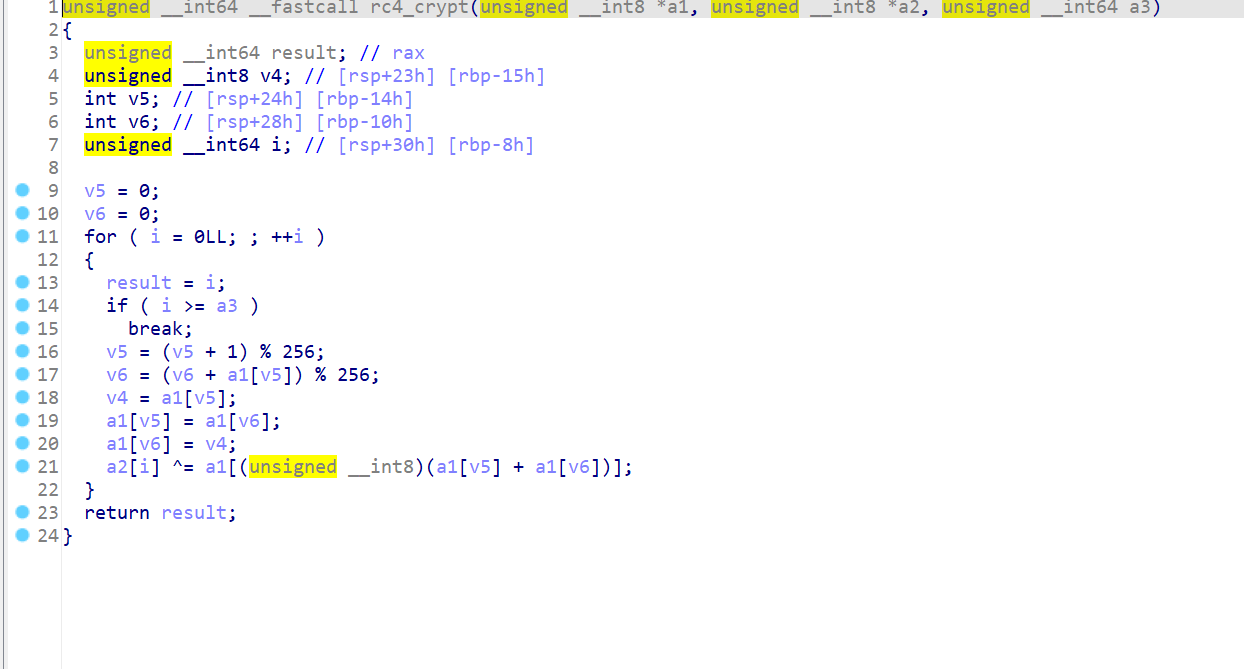 1 unsigned __int64 __fastcall rc4_crypt(unsigned __int8 *a1, unsigned __int8 *a2, unsigned __int64 a3)
2 {
3   unsigned __int64 result; // rax
4   unsigned __int8 v4; // [rsp+23h] [rbp-15h]
5   int v5; // [rsp+24h] [rbp-14h]
6   int v6; // [rsp+28h] [rbp-10h]
7   unsigned __int64 i; // [rsp+30h] [rbp-8h]
8
9   v5 = 0;
10   v6 = 0;
11   for ( i = 0LL; ; ++i )
12   {
13     result = i;
14     if ( i >= a3 )
15       break;
16     v5 = (v5 + 1) % 256;
17     v6 = (v6 + a1[v5]) % 256;
18     v4 = a1[v5];
19     a1[v5] = a1[v6];
20     a1[v6] = v4;
21     a2[i] ^= a1[(unsigned __int8)(a1[v5] + a1[v6])];
22   }
23   return result;
24 }